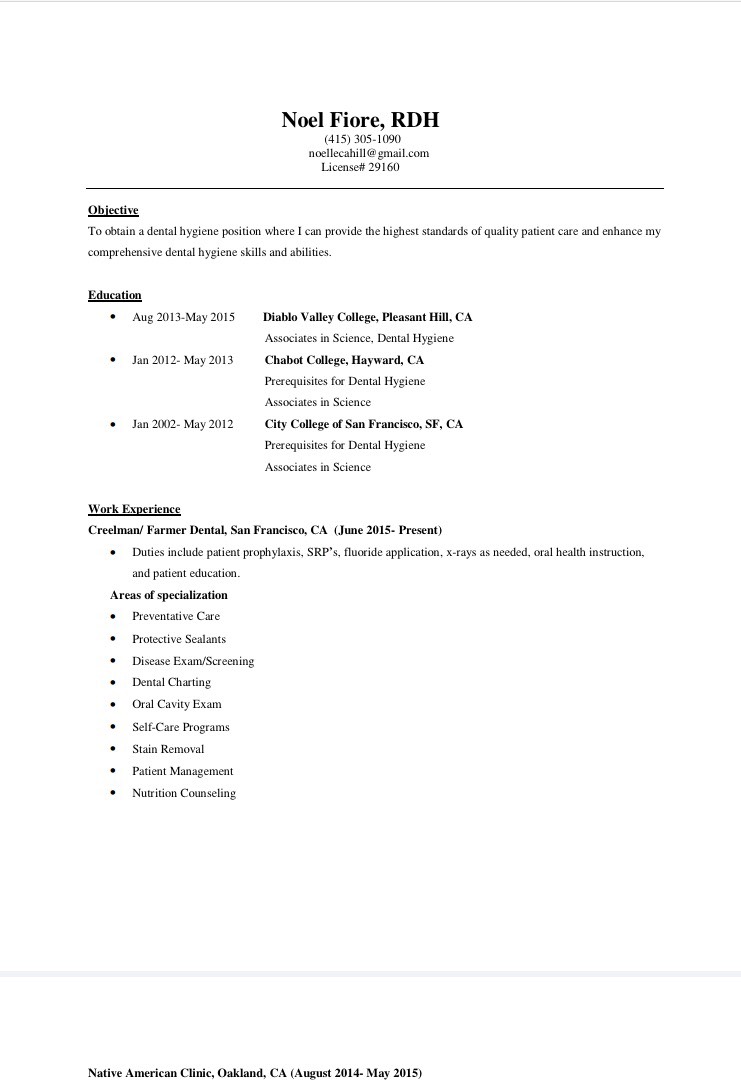 Noel Fiore, RDH
(415) 305-1090
noellecahill@gmail.com
License# 29160
Objective
To obtain a dental hygiene position where I can provide the highest standards of quality patient care and enhance my
comprehensive dental hygiene skills and abilities.
Education
• Aug 2013-May 2015 Diablo Valley College, Pleasant Hill, CA
Associates in Science, Dental Hygiene
• Jan 2012- May 2013 Chabot College, Hayward, CA
Prerequisites for Dental Hygiene
Associates in Science
• Jan 2002- May 2012 City College of San Francisco, SF, CA
Prerequisites for Dental Hygiene
Associates in Science
Work Experience
Creelman/ Farmer Dental, San Francisco, CA (June 2015- Present)
• Duties include patient prophylaxis, SRP’s, fluoride application, x-rays as needed, oral health instruction,
and patient education.
Areas of specialization
• Preventative Care
• Protective Sealants
• Disease Exam/Screening
• Dental Charting
• Oral Cavity Exam
• Self-Care Programs
• Stain Removal
• Patient Management
• Nutrition Counseling
Native American Clinic, Oakland, CA (August 2014- May 2015)